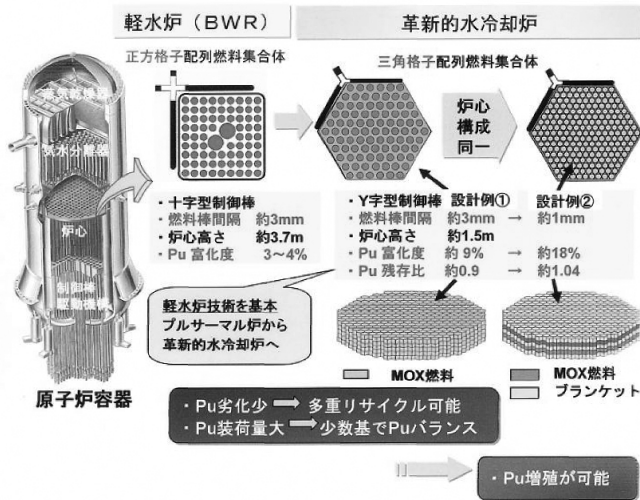 軽水炉（BWR）
革新的水冷却炉
正方格子配列燃料集合体
三角格子配列燃料集合体
炉心
構成
同一
蒸気乾燥器
気水分離器
炉心
制御棒
原子炉容器
・十字型制御棒
・燃料棒間隔 約3mm
・炉心高さ 約3.7m
・Pu 富化度 3～4%
・Y字型制御棒 設計例① 設計例②
・燃料棒間隔 約3mm → 約1mm
・炉心高さ 約1.5m
・Pu 富化度 約 9% → 約18%
・Pu 残存比 約0.9 → 約1.04
軽水炉技術を基本
プルサーマル炉から
革新的水冷却炉へ
MOX燃料
MOX燃料
ブランケット
・Pu劣化少 → 多重リサイクル可能
・Pu装荷量大 → 少数基でPuバランス
・Pu増殖が可能